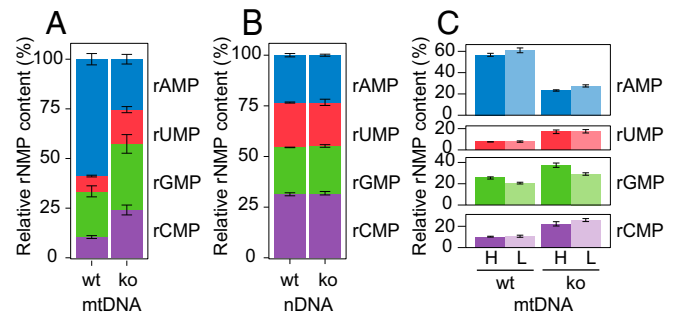 A
Relative rNMP content (%)
100
75
50
25
0
rAMP
rUMP
rGMP
rCMP
wt ko
mtDNA
B
Relative rNMP content (%)
100
75
50
25
0
rAMP
rUMP
rGMP
rCMP
wt ko
nDNA
C
Relative rNMP content (%)
60
40
20
0
rAMP
20
0
rUMP
40
20
0
rGMP
20
0
rCMP
H L H L
wt ko
mtDNA